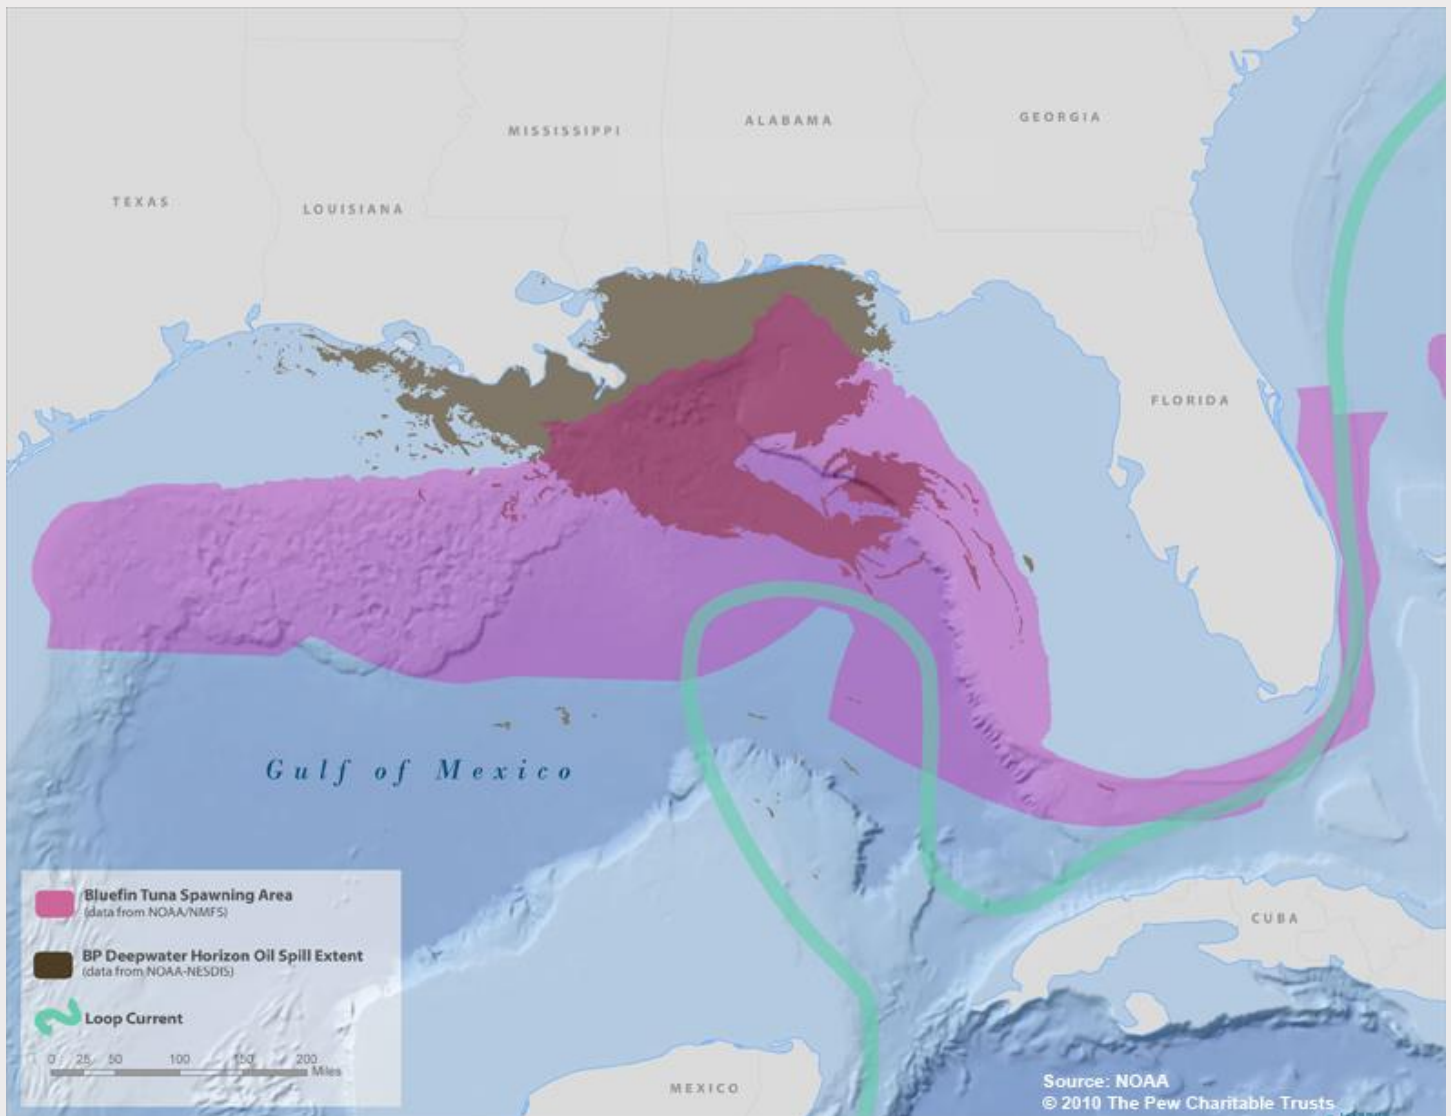 MISSISSIPPI
ALABAMA
GEORGIA
TEXAS
LOUISIANA
FLORIDA
Gulf of Mexico
Bluefin Tuna Spawning Area
(data from NOAA/NMFS)
BP Deepwater Horizon Oil Spill Extent
(data from NOAA-NESDIS)
Loop Current
0 25 50 100 150 200
Miles
CUBA
MEXICO
Source: NOAA
© 2010 The Pew Charitable Trusts